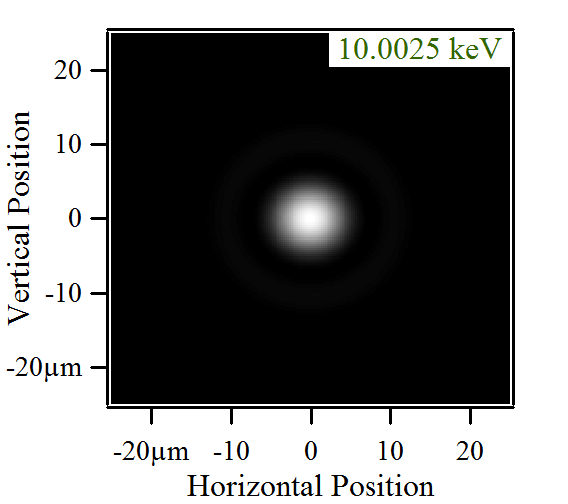 10.0025 keV
Vertical Position
20
10
0
-10
-20µm
-20µm -10 0 10 20
Horizontal Position